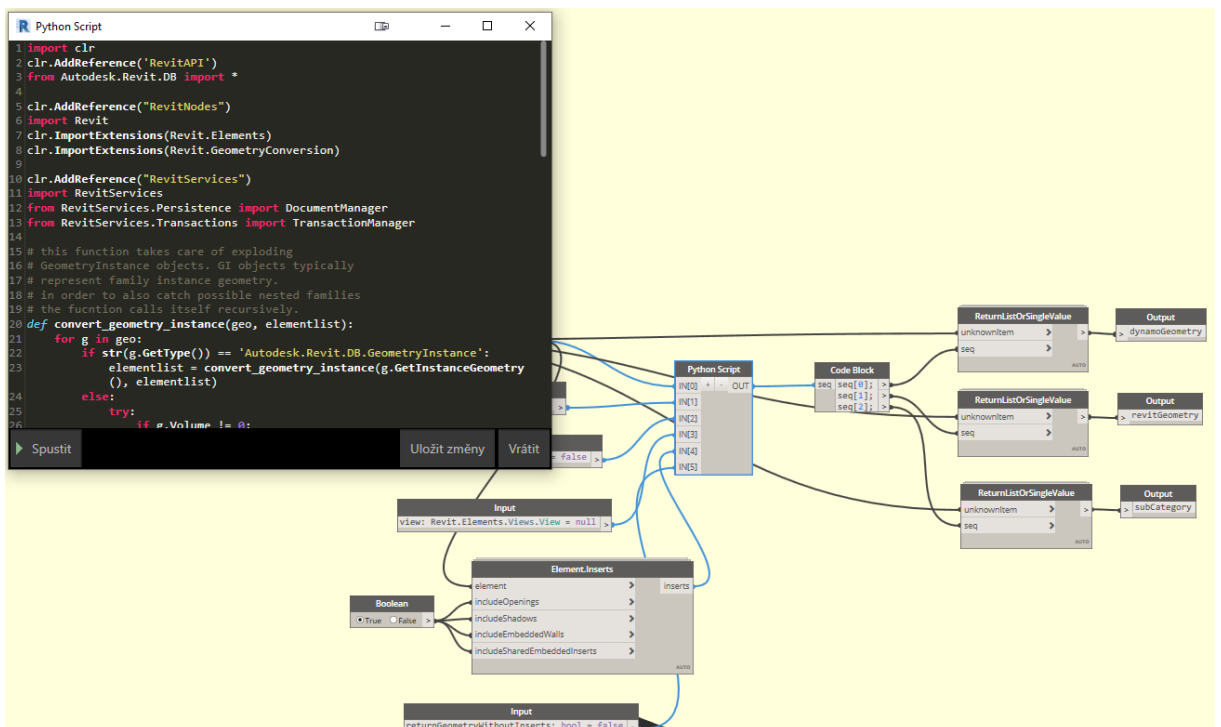 Python Script
1 import clr
2 clr.AddReference('RevitAPI')
3 from Autodesk.Revit.DB import *
4
5 clr.AddReference("RevitNodes")
6 import Revit
7 clr.ImportExtensions(Revit.Elements)
8 clr.ImportExtensions(Revit.GeometryConversion)
9
10 clr.AddReference("RevitServices")
11 import RevitServices
12 from RevitServices.Persistence import DocumentManager
13 from RevitServices.Transactions import TransactionManager
14
15 # this function takes care of exploding
16 # GeometryInstance objects. GI objects typically
17 # represent family instance geometry.
18 # in order to also catch possible nested families
19 # the fucntion calls itself recursively.
20 def convert_geometry_instance(geo, elementlist):
21 for g in geo:
22 if str(g.GetType()) == 'Autodesk.Revit.DB.GeometryInstance':
23 elementlist = convert_geometry_instance(g.GetInstanceGeometry
(), elementlist)
24 else:
25 try:
26 if g.Volume != 0:
Spustit
Uložit změny
Vrátit
= false >
>
Python Script
IN[0] + - OUT
IN[1]
IN[2]
IN[3]
IN[4]
IN[5]
Code Block
seq seq[0]; >
seq[1]; >
seq[2]; >
ReturnListOrSingleValue
unknownItem > >
seq >
AUTO
Output
> dynamoGeometry
ReturnListOrSingleValue
unknownItem > >
seq >
AUTO
Output
> revitGeometry
ReturnListOrSingleValue
unknownItem > >
seq >
AUTO
Output
> subCategory
Input
view: Revit.Elements.Views.View = null >
Element.Inserts
element > inserts
includeOpenings >
includeShadows >
includeEmbeddedWalls >
includeSharedEmbeddedInserts >
AUTO
Boolean
True False >
Input
returnGeometryWithoutInserts: bool = false >